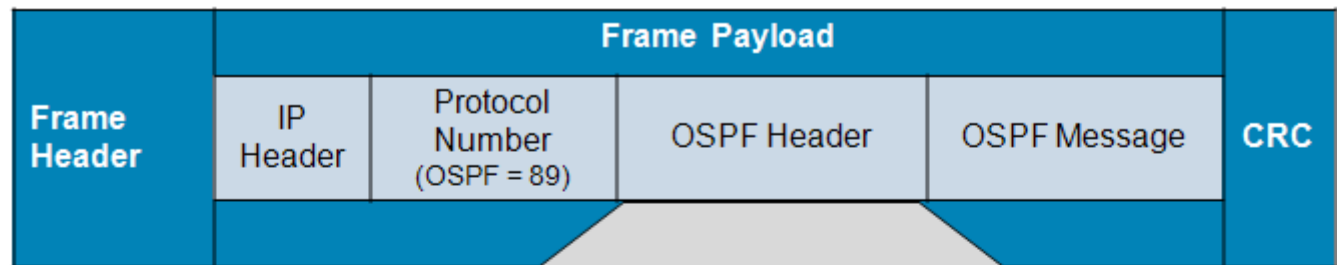 Frame Payload
Frame
Header
IP
Header
Protocol
Number
(OSPF = 89)
OSPF Header
OSPF Message
CRC